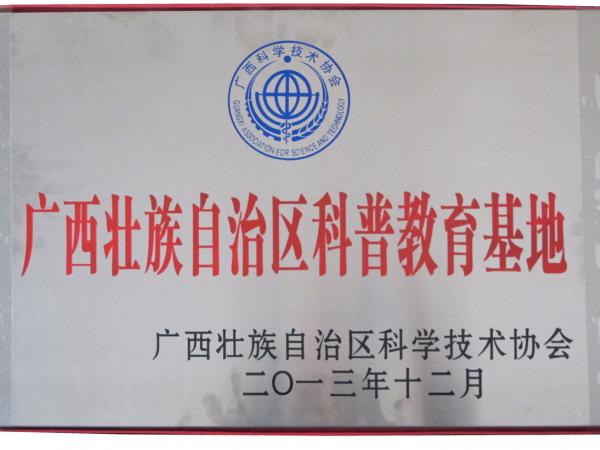 广西科学技术协会
GUANGXI ASSOCIATION FOR SCIENCE AND TECHNOLOGY
广西壮族自治区科普教育基地
广西壮族自治区科学技术协会
二〇一三年十二月